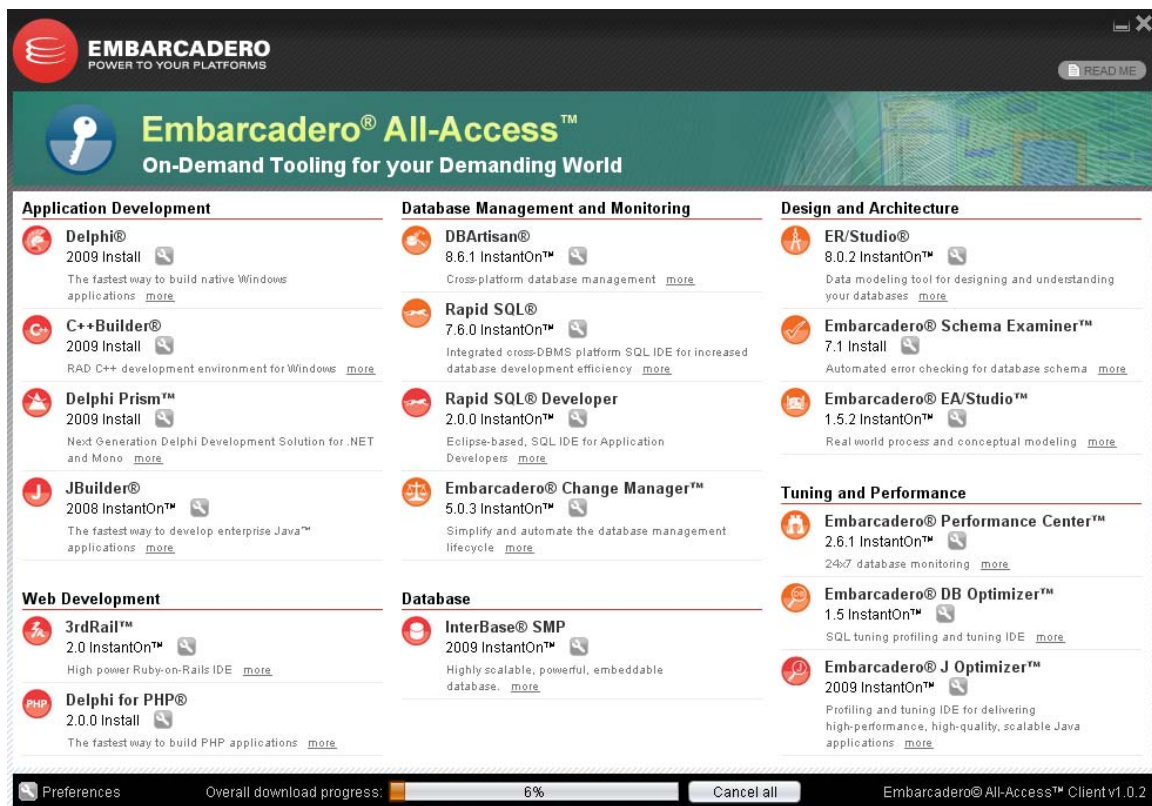 EMBARCADERO
POWER TO YOUR PLATFORMS
READ ME
Embarcadero® All-Access™
On-Demand Tooling for your Demanding World
Application Development
Delphi®
2009 Install
The fastest way to build native Windows
applications more
C++
C++Builder®
2009 Install
RAD C++ development environment for Windows more
Delphi Prism™
2009 Install
Next Generation Delphi Development Solution for .NET
and Mono more
J
JBuilder®
2008 InstantOn™
The fastest way to develop enterprise Java™
applications more
Web Development
3rdRail™
2.0 InstantOn™
High power Ruby-on-Rails IDE more
PHP
Delphi for PHP®
2.0.0 Install
The fastest way to build PHP applications more
Database Management and Monitoring
DBArtisan®
8.6.1 InstantOn™
Cross-platform database management more
Rapid SQL®
7.6.0 InstantOn™
Integrated cross-DBMS platform SQL IDE for increased
database development efficiency more
Rapid SQL® Developer
2.0.0 InstantOn™
Eclipse-based, SQL IDE for Application
Developers more
Embarcadero® Change Manager™
5.0.3 InstantOn™
Simplify and automate the database management
lifecycle more
Database
InterBase® SMP
2009 InstantOn™
Highly scalable, powerful, embeddable
database. more
Design and Architecture
ER/Studio®
8.0.2 InstantOn™
Data modeling tool for designing and understanding
your databases more
Embarcadero® Schema Examiner™
7.1 Install
Automated error checking for database schema more
Embarcadero® EA/Studio™
1.5.2 InstantOn™
Real world process and conceptual modeling more
Tuning and Performance
Embarcadero® Performance Center™
2.6.1 InstantOn™
24x7 database monitoring more
DB
Embarcadero® DB Optimizer™
1.5 InstantOn™
SQL tuning profiling and tuning IDE more
J
Embarcadero® J Optimizer™
2009 InstantOn™
Profiling and tuning IDE for delivering
high-performance, high-quality, scalable Java
applications more
Preferences
Overall download progress: 6%
Cancel all
Embarcadero© All-Access™ Client v1.0.2